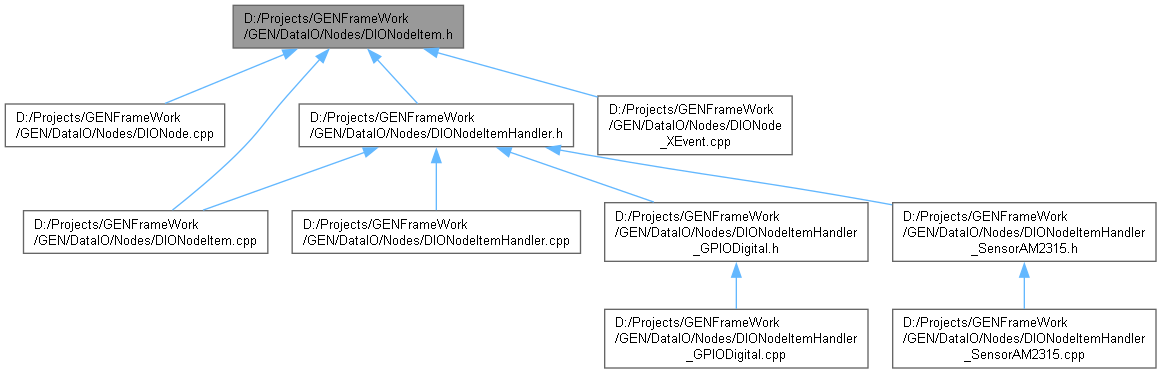 D:/Projects/GENFrameWork
/GEN/DataIO/Nodes/DIONodeItem.h
D:/Projects/GENFrameWork
/GEN/DataIO/Nodes/DIONode.cpp
D:/Projects/GENFrameWork
/GEN/DataIO/Nodes/DIONodeItemHandler.h
D:/Projects/GENFrameWork
/GEN/DataIO/Nodes/DIONode
_XEvent.cpp
D:/Projects/GENFrameWork
/GEN/DataIO/Nodes/DIONodeItem.cpp
D:/Projects/GENFrameWork
/GEN/DataIO/Nodes/DIONodeItemHandler.cpp
D:/Projects/GENFrameWork
/GEN/DataIO/Nodes/DIONodeItemHandler
_GPIODigital.h
D:/Projects/GENFrameWork
/GEN/DataIO/Nodes/DIONodeItemHandler
_SensorAM2315.h
D:/Projects/GENFrameWork
/GEN/DataIO/Nodes/DIONodeItemHandler
_GPIODigital.cpp
D:/Projects/GENFrameWork
/GEN/DataIO/Nodes/DIONodeItemHandler
_SensorAM2315.cpp